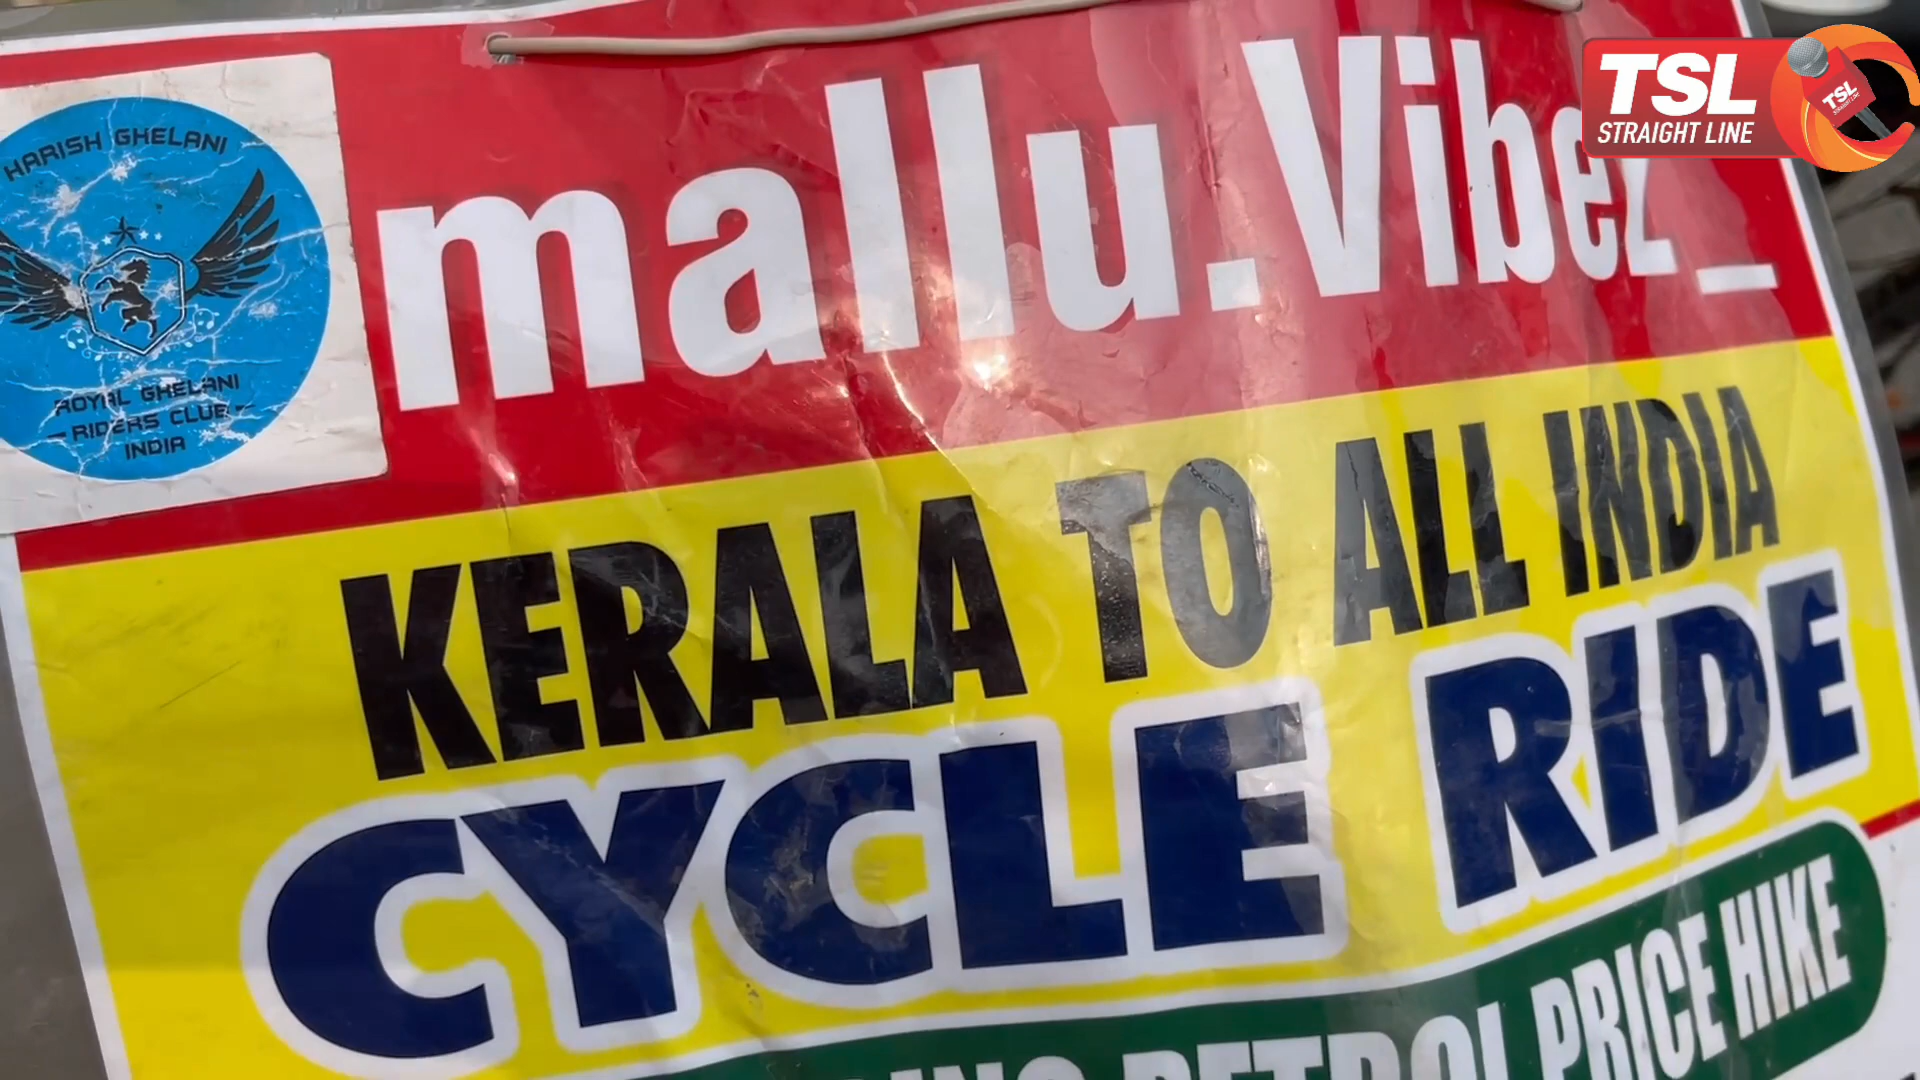 TSL
STRAIGHT LINE
TSL
HARISH GHELANI
ROYAL GHELANI
RIDERS CLUB
INDIA
mallu.Vibez_
KERALA TO ALL INDIA
CYCLE RIDE
PETROL PRICE HIKE